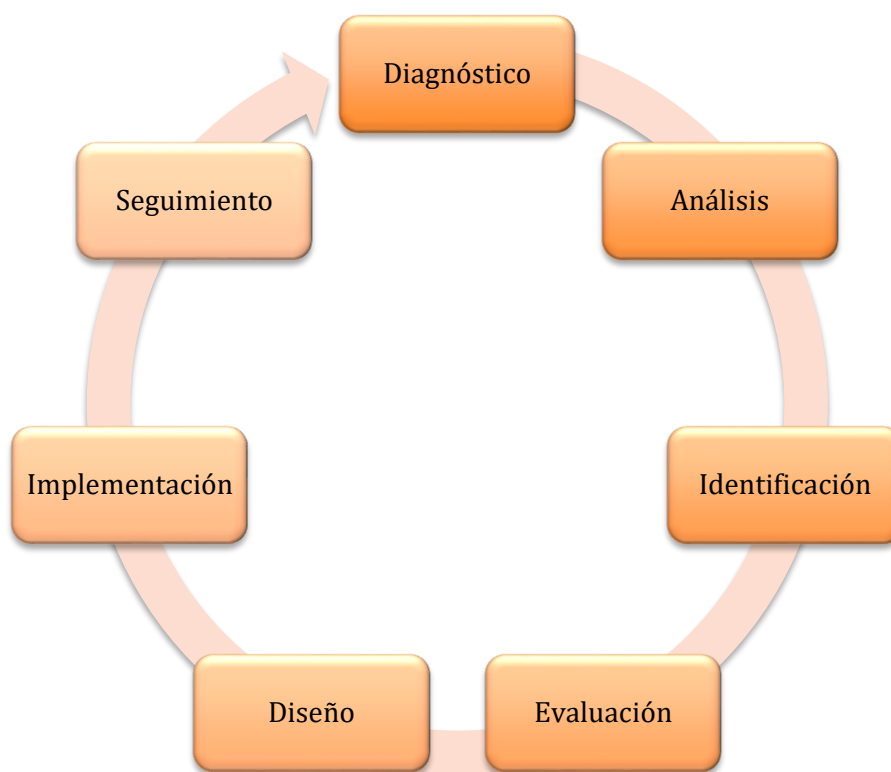 Diagnóstico
Análisis
Identificación
Evaluación
Diseño
Implementación
Seguimiento